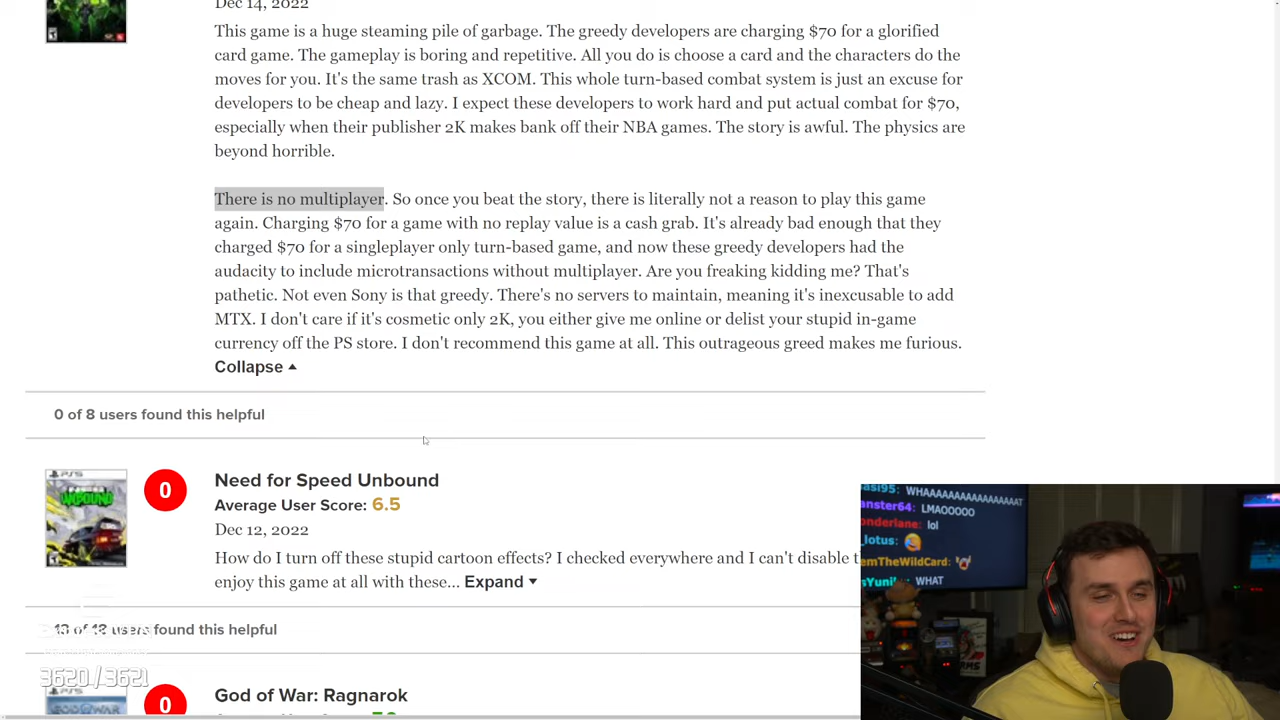 Dec 14, 2022
This game is a huge steaming pile of garbage. The greedy developers are charging $70 for a glorified
card game. The gameplay is boring and repetitive. All you do is choose a card and the characters do the
moves for you. It's the same trash as XCOM. This whole turn-based combat system is just an excuse for
developers to be cheap and lazy. I expect these developers to work hard and put actual combat for $70,
especially when their publisher 2K makes bank off their NBA games. The story is awful. The physics are
beyond horrible.
There is no multiplayer. So once you beat the story, there is literally not a reason to play this game
again. Charging $70 for a game with no replay value is a cash grab. It's already bad enough that they
charged $70 for a singleplayer only turn-based game, and now these greedy developers had the
audacity to include microtransactions without multiplayer. Are you freaking kidding me? That's
pathetic. Not even Sony is that greedy. There's no servers to maintain, meaning it's inexcusable to add
MTX. I don't care if it's cosmetic only 2K, you either give me online or delist your stupid in-game
currency off the PS store. I don't recommend this game at all. This outrageous greed makes me furious.
Collapse
0 of 8 users found this helpful
PS5
UNBOUND
0
Need for Speed Unbound
Average User Score: 6.5
Dec 12, 2022
How do I turn off these stupid cartoon effects? I checked everywhere and I can't disable
enjoy this game at all with these... Expand
users found this helpful
3620 / 3621
PS5
GOD OF WAR
0
God of War: Ragnarok
WHAAAAAAAAAAAAAAAAAT
LMAOOOOO
lol
_lotus:
emTheWildCard:
WHAT